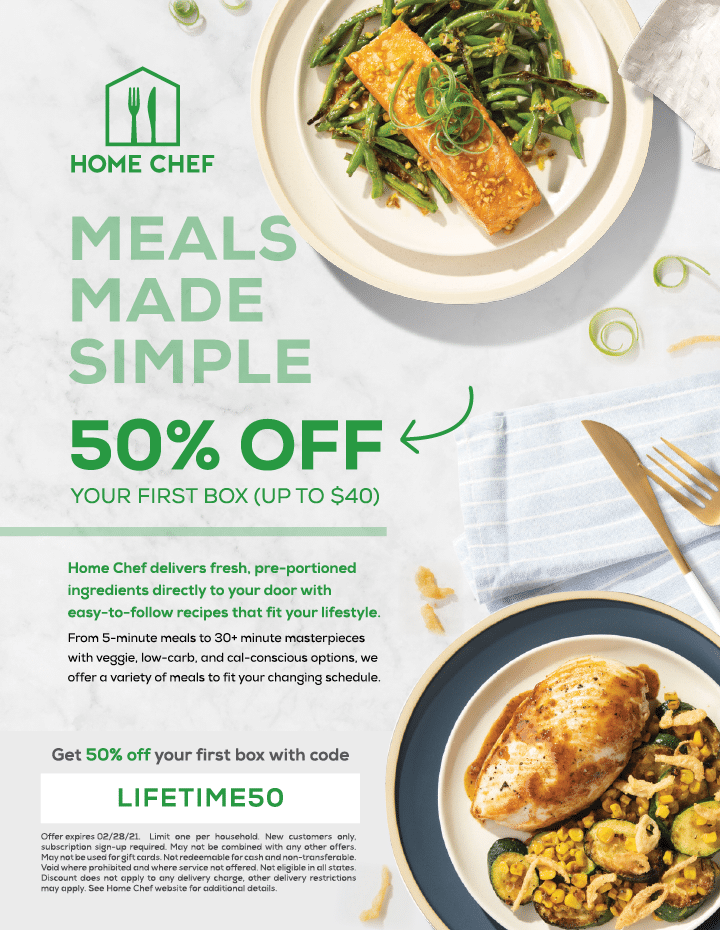 HOME CHEF
MEALS
MADE
SIMPLE
50% OFF
YOUR FIRST BOX (UP TO $40)
Home Chef delivers fresh, pre-portioned
ingredients directly to your door with
easy-to-follow recipes that fit your lifestyle.
From 5-minute meals to 30+ minute masterpieces
with veggie, low-carb, and cal-conscious options, we
offer a variety of meals to fit your changing schedule.
Get 50% off your first box with code
LIFETIME50
Offer expires 02/28/21. Limit one per household. New customers only,
subscription sign-up required. May not be combined with any other offers.
May not be used for gift cards. Not redeemable for cash and non-transferable.
Void where prohibited and where service not offered. Not eligible in all states.
Discount does not apply to any delivery charge, other delivery restrictions
may apply. See Home Chef website for additional details.